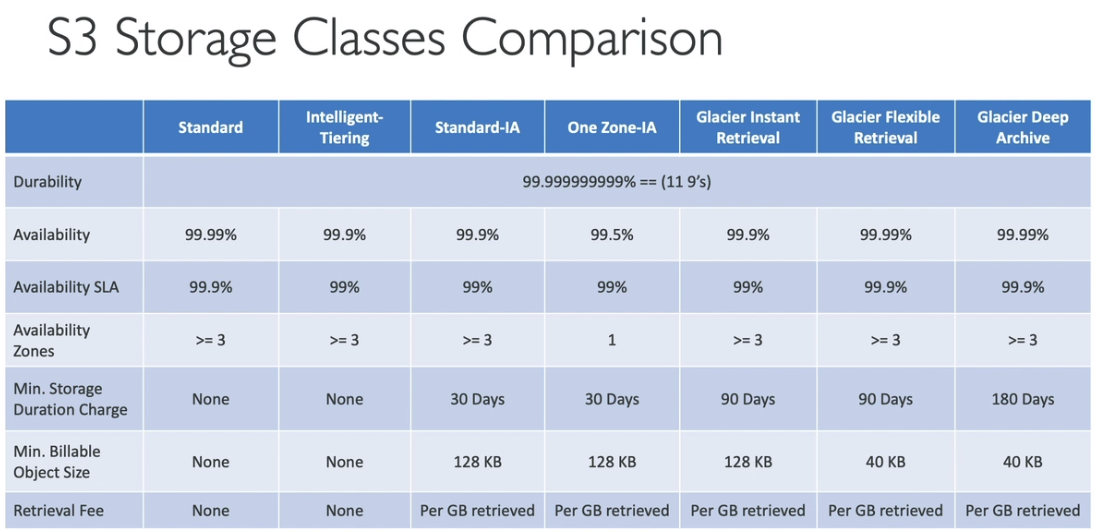 S3 Storage Classes Comparison
Standard Intelligent-Tiering Standard-IA One Zone-IA Glacier Instant Retrieval Glacier Flexible Retrieval Glacier Deep Archive
Durability 99.999999999% == (11 9’s)
Availability 99.99% 99.9% 99.9% 99.5% 99.9% 99.99% 99.99%
Availability SLA 99.9% 99% 99% 99% 99% 99.9% 99.9%
Availability Zones >= 3 >= 3 >= 3 1 >= 3 >= 3 >= 3
Min. Storage Duration Charge None None 30 Days 30 Days 90 Days 90 Days 180 Days
Min. Billable Object Size None None 128 KB 128 KB 128 KB 40 KB 40 KB
Retrieval Fee None None Per GB retrieved Per GB retrieved Per GB retrieved Per GB retrieved Per GB retrieved